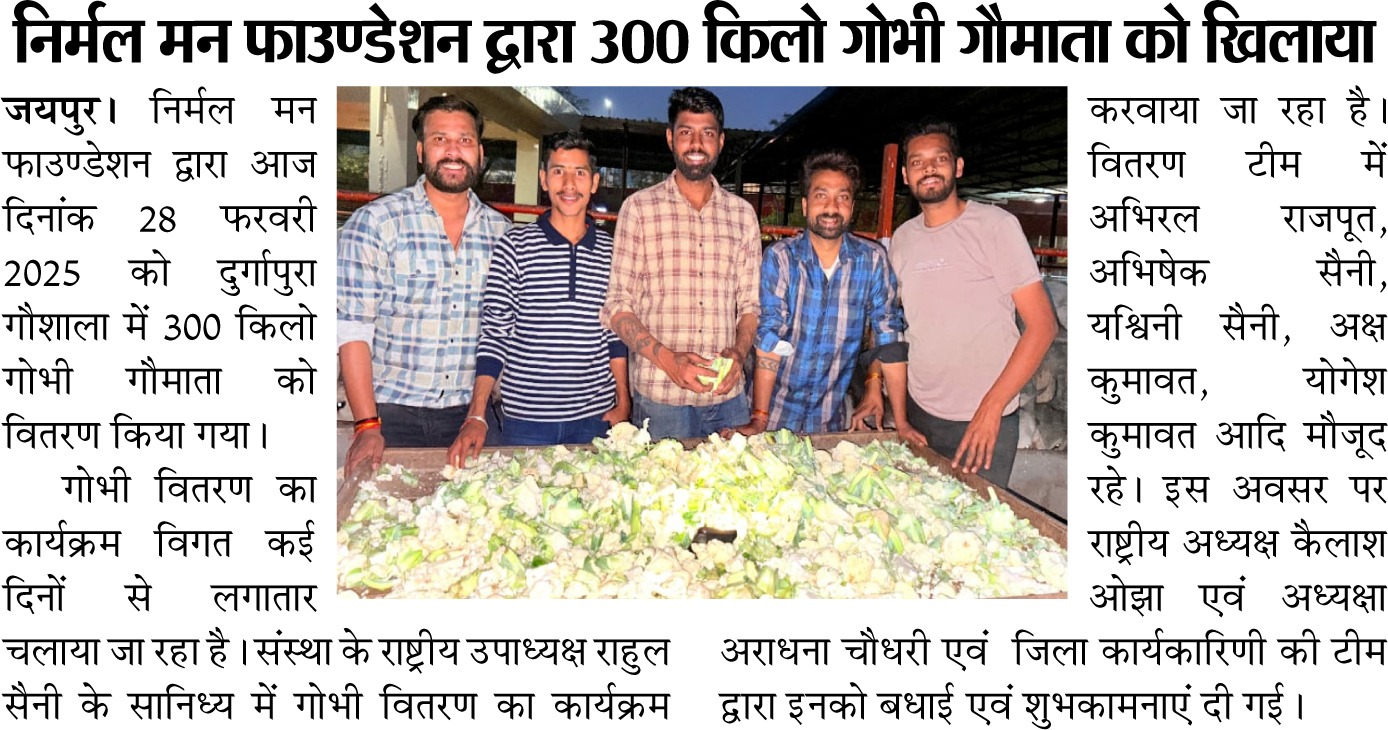 निर्मल मन फाउण्डेशन द्वारा 300 किलो गोभी गौमाता को खिलाया
जयपुर। निर्मल मन
फाउण्डेशन द्वारा आज
दिनांक 28 फरवरी
2025 को दुर्गापुरा
गौशाला में 300 किलो
गोभी गौमाता को
वितरण किया गया।
गोभी वितरण का
कार्यक्रम विगत कई
दिनों से लगातार
चलाया जा रहा है। संस्था के राष्ट्रीय उपाध्यक्ष राहुल
सैनी के सानिध्य में गोभी वितरण का कार्यक्रम
करवाया जा रहा है।
वितरण टीम में
अभिरल राजपूत,
अभिषेक सैनी,
यश्विनी सैनी, अक्ष
कुमावत, योगेश
कुमावत आदि मौजूद
रहे। इस अवसर पर
राष्ट्रीय अध्यक्ष कैलाश
ओझा एवं अध्यक्षा
अराधना चौधरी एवं जिला कार्यकारिणी की टीम
द्वारा इनको बधाई एवं शुभकामनाएं दी गई।